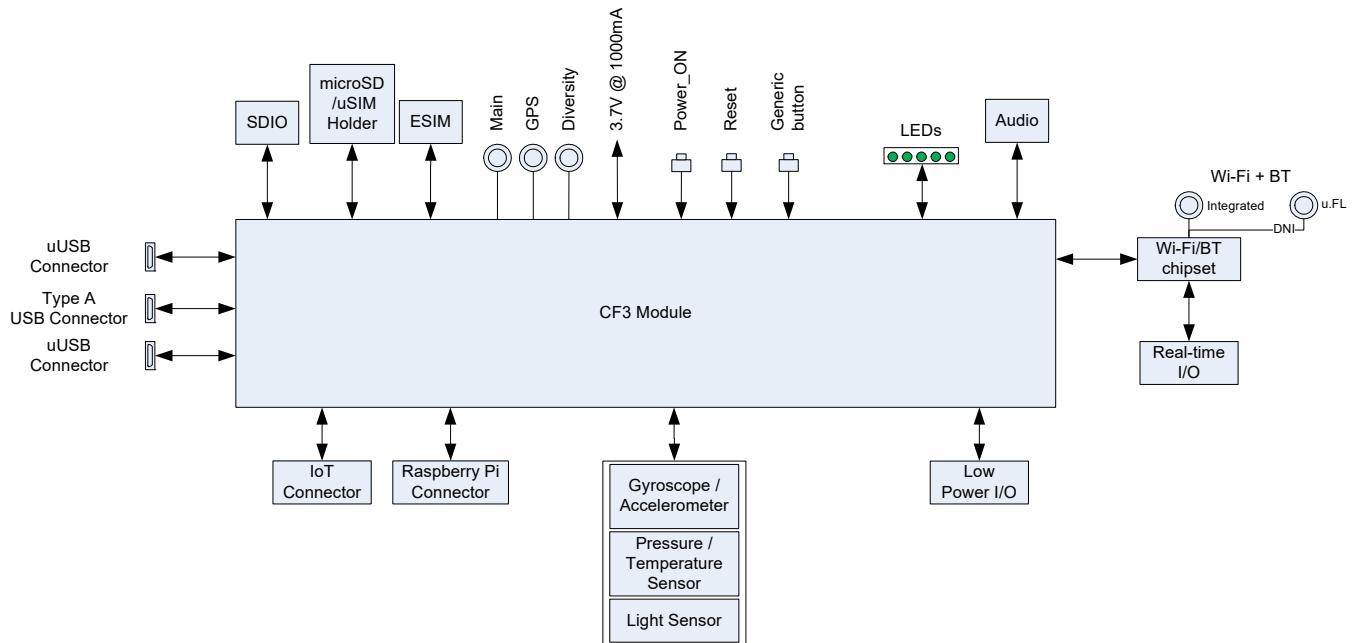 SDIO
microSD
/uSIM
Holder
ESIM
Main
GPS
Diversity
3.7V @ 1000mA
Power_ON
Reset
Generic
button
LEDs
Audio
Wi-Fi + BT
Integrated
u.FL
DNI
Wi-Fi/BT
chipset
Real-time
I/O
uUSB
Connector
Type A
USB Connector
uUSB
Connector
CF3 Module
IoT
Connector
Raspberry Pi
Connector
Gyroscope /
Accelerometer
Pressure /
Temperature
Sensor
Light Sensor
Low
Power I/O